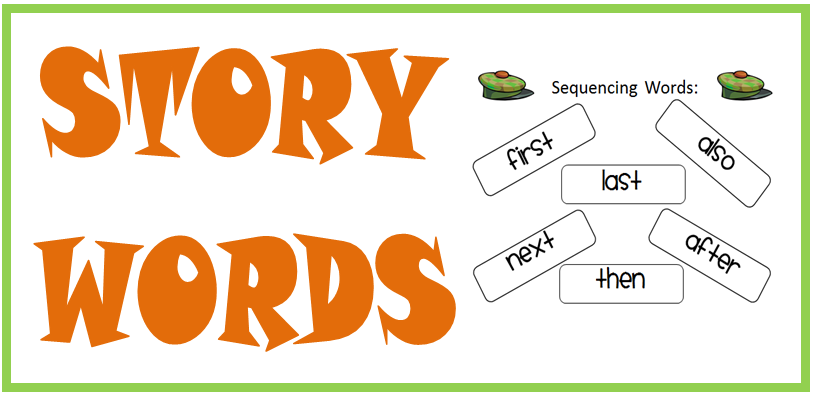 STORY
WORDS
Sequencing Words:
first
also
last
next
after
then